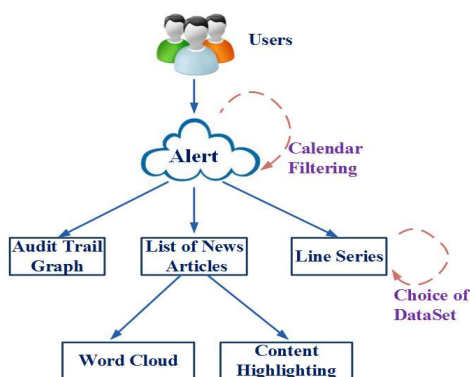 Users
Alert
Calendar
Filtering
Audit Trail
Graph
List of News
Articles
Line Series
Choice of
DataSet
Word Cloud
Content
Highlighting